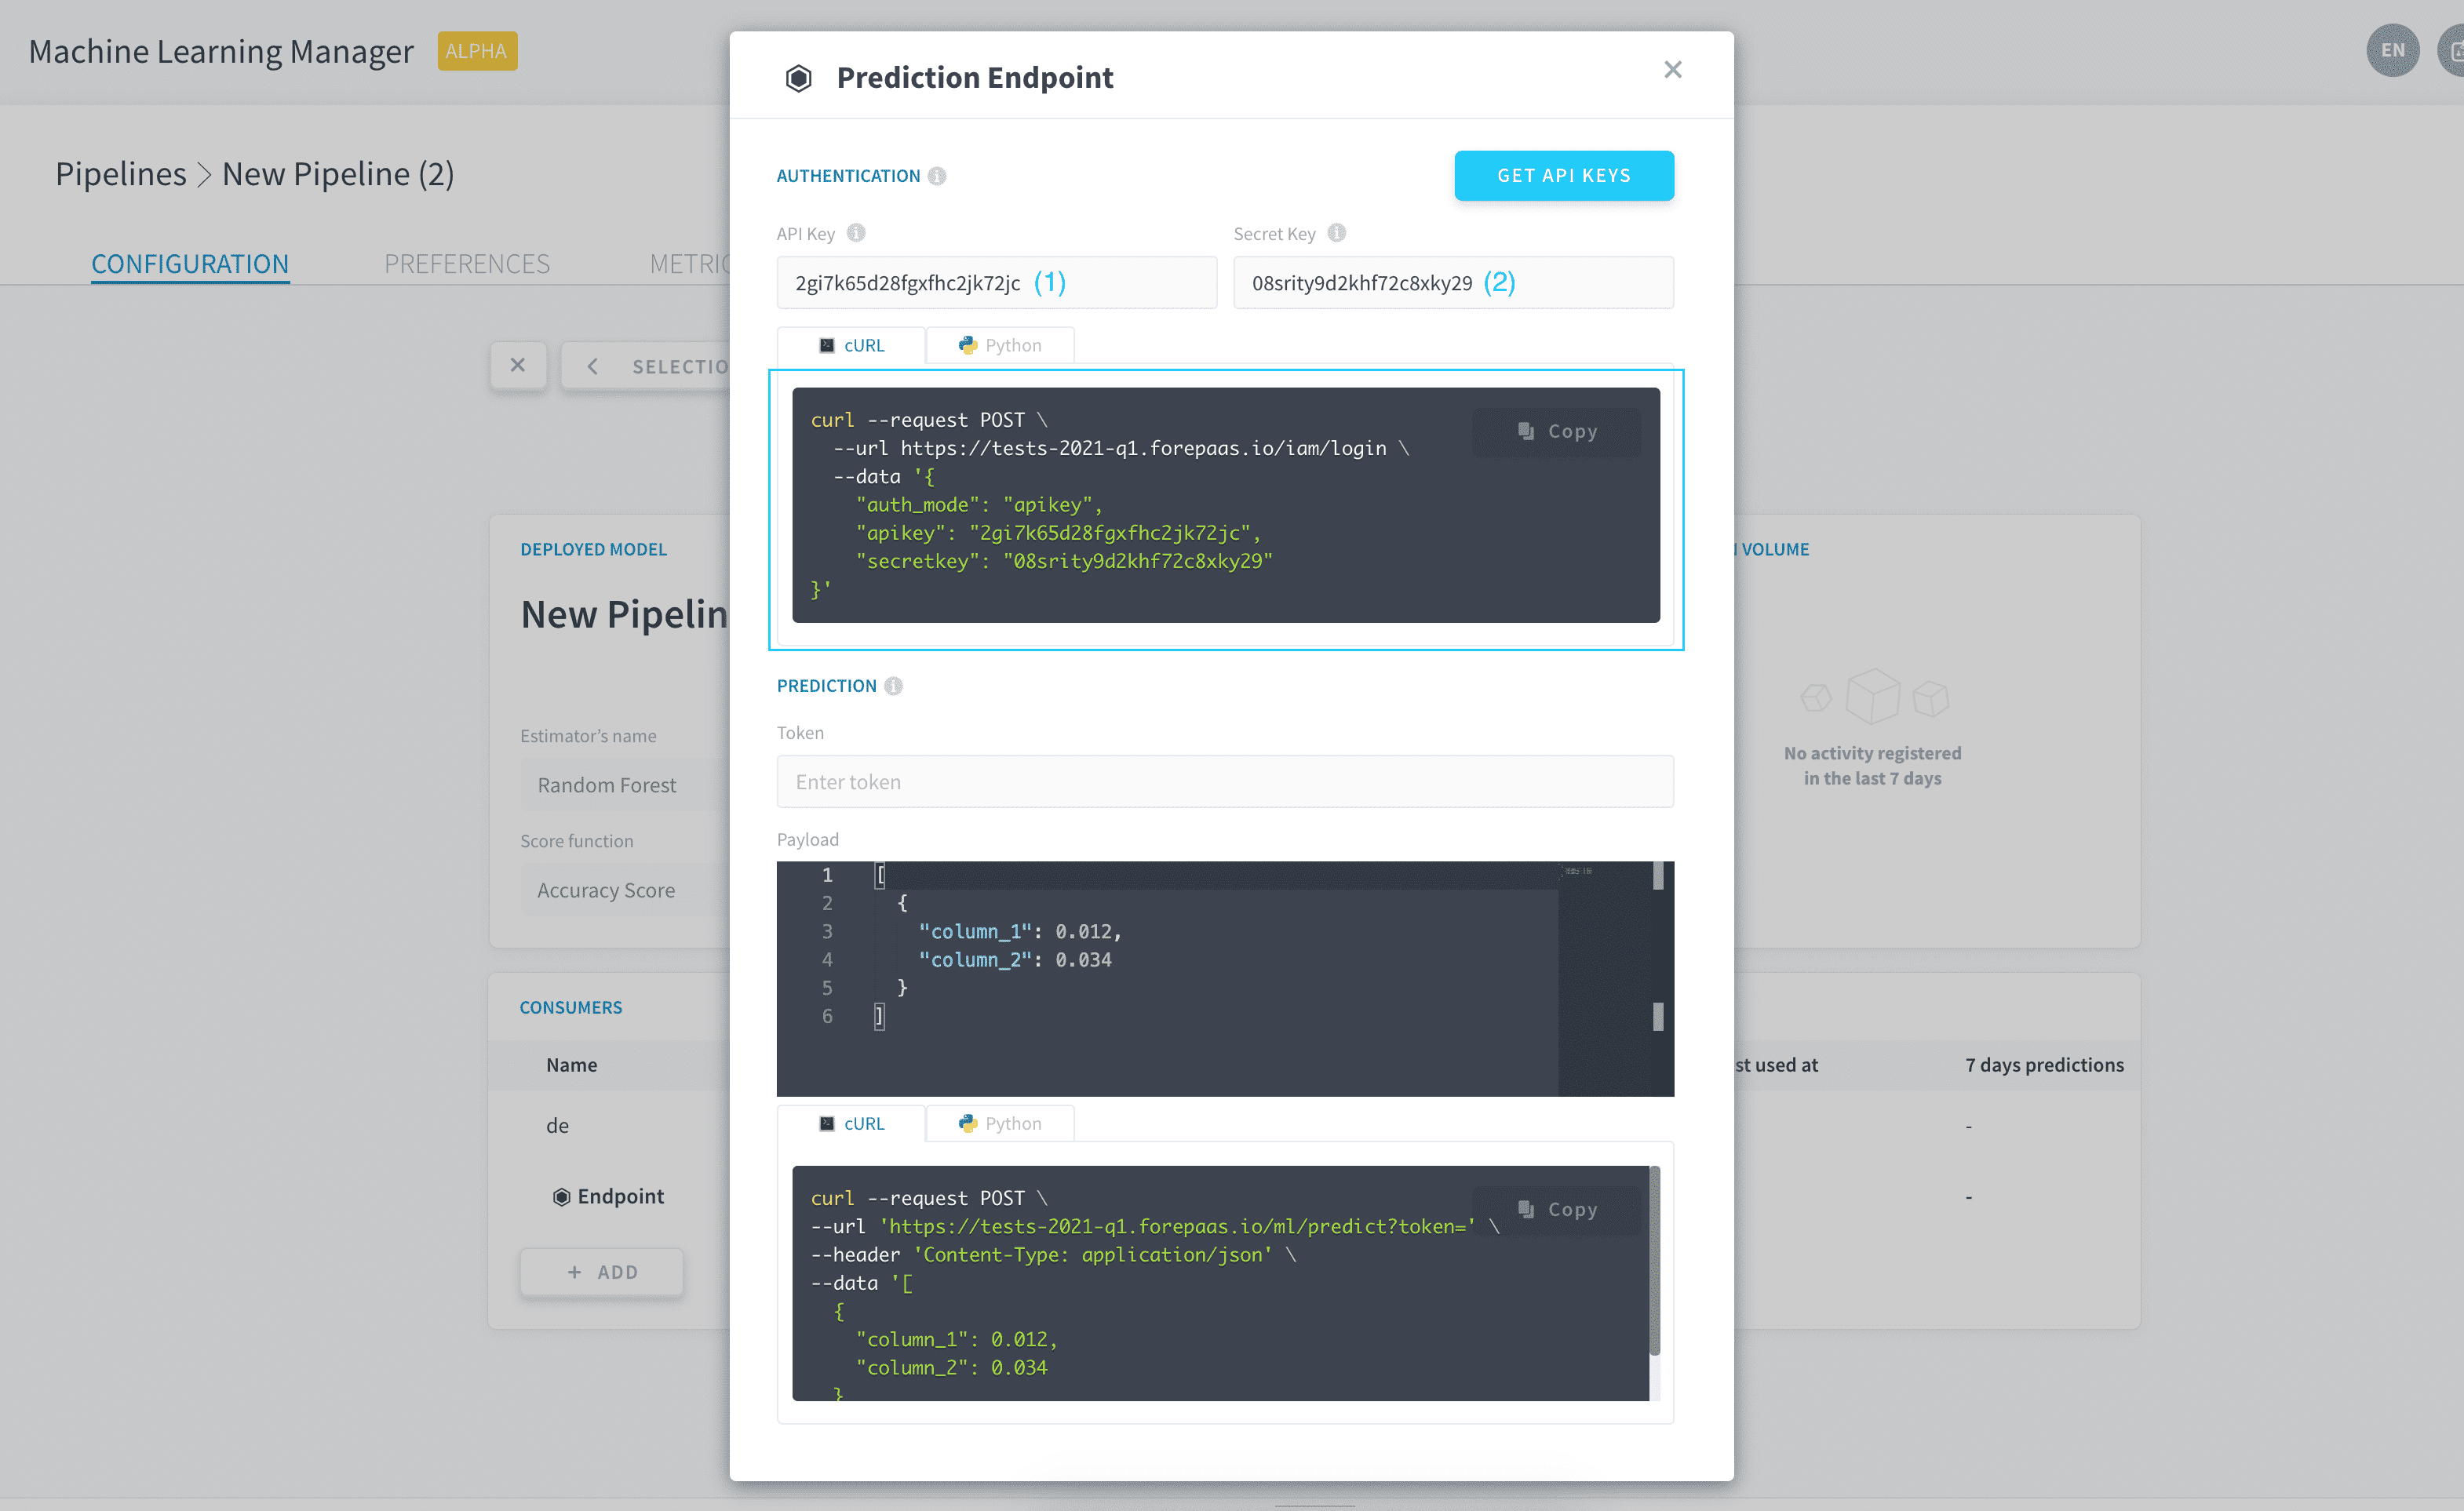 Machine Learning Manager ALPHA
EN
Prediction Endpoint
Pipelines > New Pipeline (2)
CONFIGURATION PREFERENCES METRIC
AUTHENTICATION
GET API KEYS
API Key
Secret Key
2gi7k65d28fgxfhc2jk72jc (1)
08srity9d2khf72c8xky29 (2)
cURL
Python
SELECTIO
curl --request POST \
--url https://tests-2021-q1.forepaas.io/iam/login \
--data '{
"auth_mode": "apikey",
"apikey": "2gi7k65d28fgxfhc2jk72jc",
"secretkey": "08srity9d2khf72c8xky29"
}'
Copy
DEPLOYED MODEL
New Pipelin
Estimator's name
Random Forest
Score function
Accuracy Score
N VOLUME
No activity registered
in the last 7 days
PREDICTION
Token
Enter token
Payload
1 [
2 {
3 "column_1": 0.012,
4 "column_2": 0.034
5 }
6 ]
cURL
Python
curl --request POST \
--url 'https://tests-2021-q1.forepaas.io/ml/predict?token=' \
--header 'Content-Type: application/json' \
--data '[
{
"column_1": 0.012,
"column_2": 0.034
}
Copy
CONSUMERS
Name
st used at
7 days predictions
de
-
Endpoint
-
+ ADD